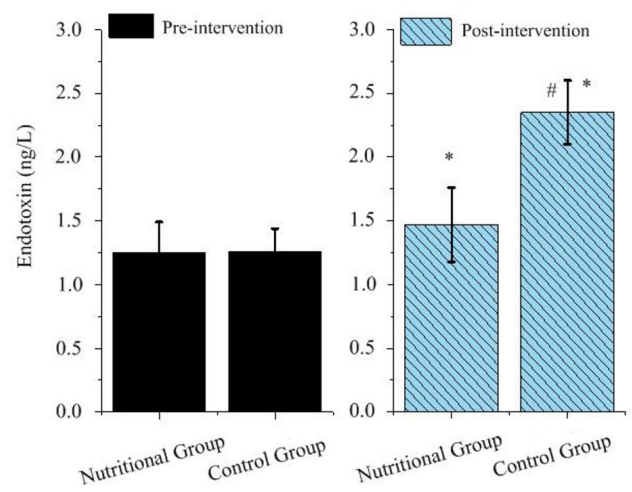 Pre-intervention
Post-intervention
Endotoxin (ng/L)
3.0
2.5
2.0
1.5
1.0
0.5
0.0
3.0
2.5
2.0
1.5
1.0
0.5
0.0
*
# *
Nutritional Group
Control Group
Nutritional Group
Control Group